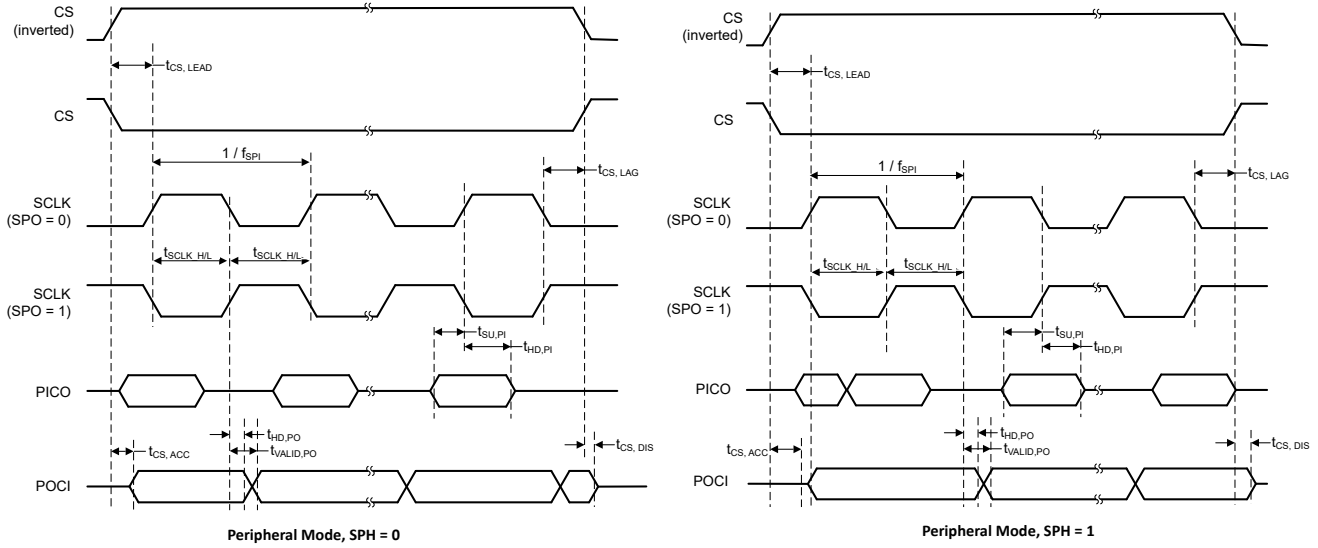 CS
(inverted)
tCS, LEAD
CS
1 / fSPI
tCS, LAG
SCLK
(SPO = 0)
tSCLK_H/L
tSCLK_H/L.
SCLK
(SPO = 1)
tSU,PI
tHD,PI
PICO
tHD,PO
tCS, ACC
tVALID,PO
tCS, DIS
POCI
Peripheral Mode, SPH = 0
CS
(inverted)
tCS, LEAD
CS
1 / fSPI
tCS, LAG
SCLK
(SPO = 0)
tSCLK_H/L .
tSCLK_H/L.
SCLK
(SPO = 1)
tSU,PI
tHD,PI
PICO
tHD,PO
tCS, ACC
tVALID,PO
tCS, DIS
POCI
Peripheral Mode, SPH = 1